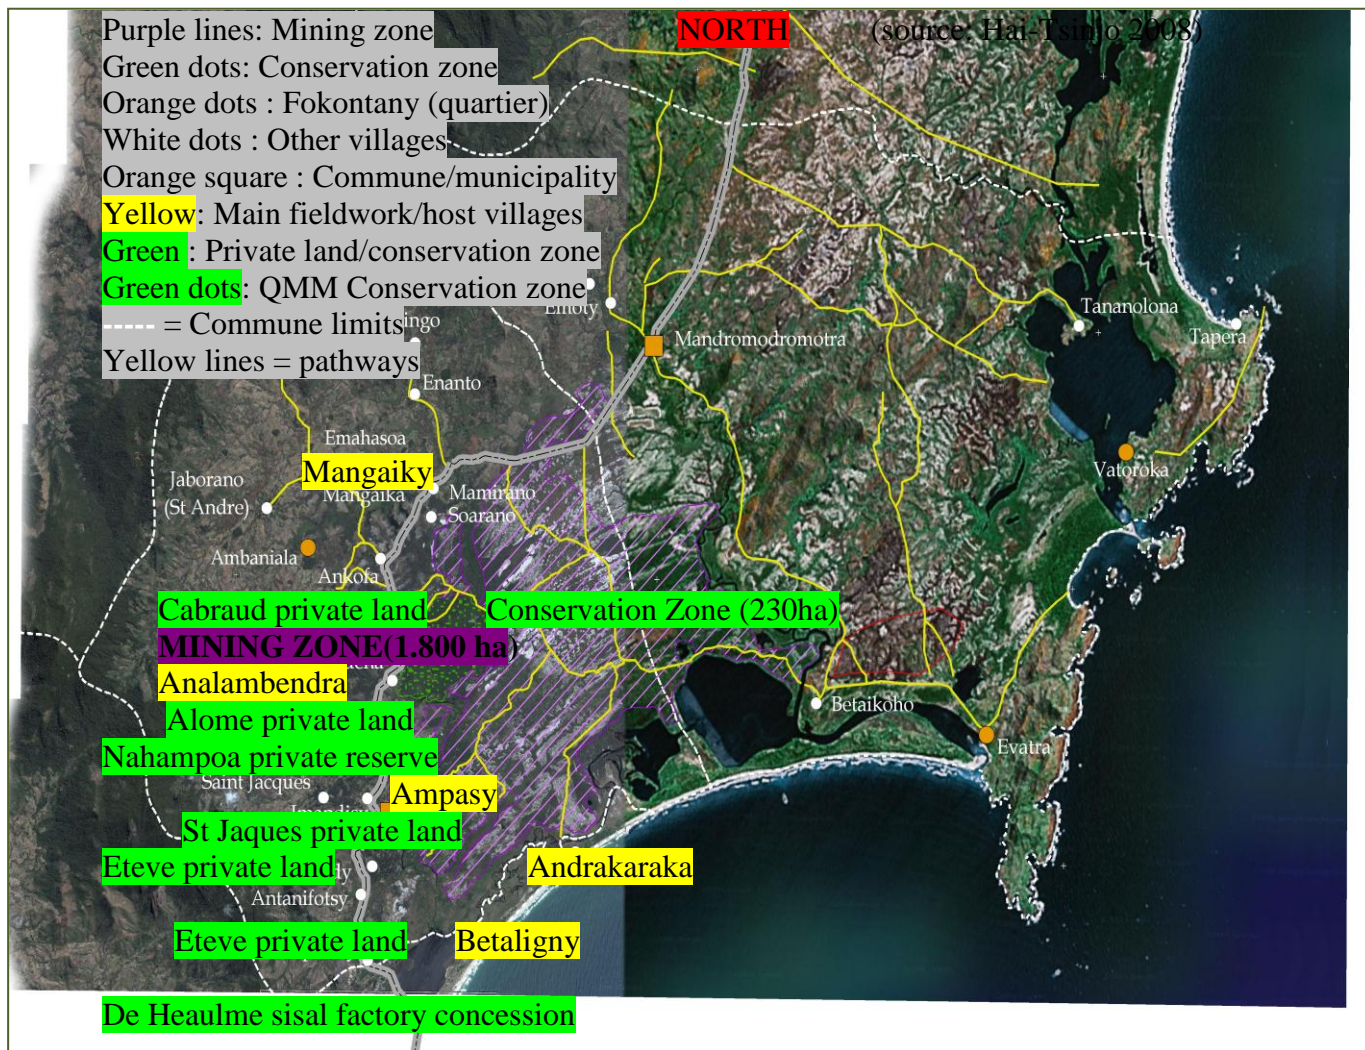 Purple lines: Mining zone
NORTH
(source: Hai-Tsinjo 2008)
Green dots: Conservation zone
Orange dots : Fokontany (quartier)
White dots : Other villages
Orange square : Commune/municipality
Yellow: Main fieldwork/host villages
Green : Private land/conservation zone
Green dots: QMM Conservation zone
----- = Commune limits
Yellow lines = pathways
Emoty
Tananolona
Tapera
Mandromodromotra
Enanto
Emahasoa
Mangaiky
Vatoroka
Jaborano
(St Andre)
Mangaika
Mamirano
Soarano
Ambaniala
Ankofa
Cabraud private land
Conservation Zone (230ha)
MINING ZONE(1.800 ha)
Analambendra
Betaikoho
Alome private land
Evatra
Nahampoa private reserve
Saint Jacques
Ampasy
St Jaques private land
Eteve private land
Andrakaraka
Antanifotsy
Eteve private land
Betaligny
De Heaulme sisal factory concession